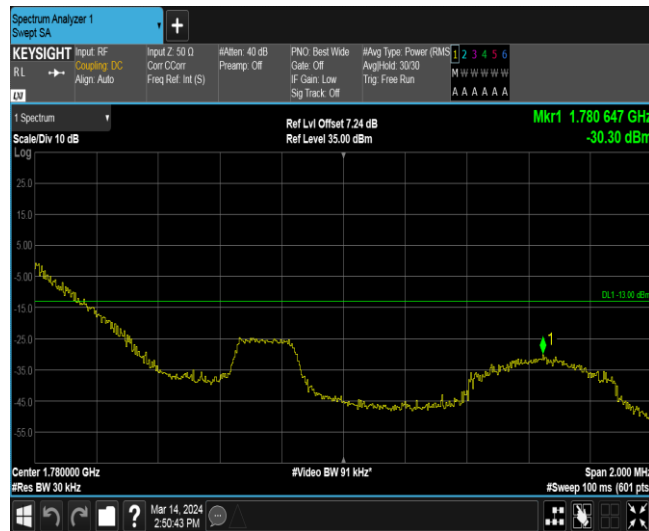 Spectrum Analyzer 1
Swept SA
+
KEYSIGHT
RL
LXI
Input: RF
Coupling: DC
Align: Auto
Input Z: 50 Ω
Corr CCorr
Freq Ref: Int (S)
#Atten: 40 dB
Preamp: Off
PNO: Best Wide
Gate: Off
IF Gain: Low
Sig Track: Off
#Avg Type: Power (RMS
Avg|Hold: 30/30
Trig: Free Run
1 2 3 4 5 6
M W W W W W
A A A A A A
1 Spectrum
Scale/Div 10 dB
Log
Ref Lvl Offset 7.24 dB
Ref Level 35.00 dBm
Mkr1 1.780 647 GHz
-30.30 dBm
25.0
15.0
5.00
-5.00
-15.0
-25.0
-35.0
-45.0
-55.0
DL1 -13.00 dBm
1
Center 1.780000 GHz
#Res BW 30 kHz
#Video BW 91 kHz*
Span 2.000 MHz
#Sweep 100 ms (601 pts
?
Mar 14, 2024
2:50:43 PM